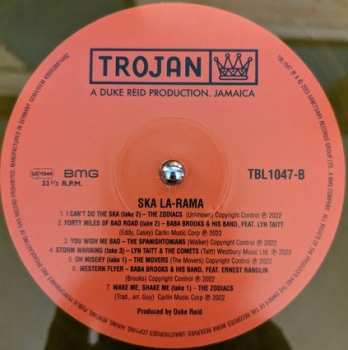 TROJAN
A DUKE REID PRODUCTION. JAMAICA
BMG
TBL1047-B
33⅓ R.P.M.
SKA LA-RAMA
1 I CAN'T DO THE SKA (take 2) – THE ZODIACS (Unknown) Copyright Control ℗ 2022
2 FORTY MILES OF BAD ROAD (take 2) – BABA BROOKS & HIS BAND, FEAT. LYN TAITT
(Eddy, Casey) Carlin Music Corp ℗ 2022
3 YOU WISH ME BAD – THE SPANISHTONIANS (Walker) Copyright Control ℗ 2022
4 STORM WARNING (take 3) – LYN TAITT & THE COMETS (Taitt) Westbury Music Ltd. ℗ 2022
5 OH MISERY (take 1) – THE MOVERS (The Movers) Copyright Control ℗ 2022
6 WESTERN FLYER – BABA BROOKS & HIS BAND, FEAT. ERNEST RANGLIN
(Brooks) Copyright Control ℗ 2022
7 WAKE ME, SHAKE ME (take 1) – THE ZODIACS
(Trad., arr. Guy) Carlin Music Corp ℗ 2022
Produced by Duke Reid